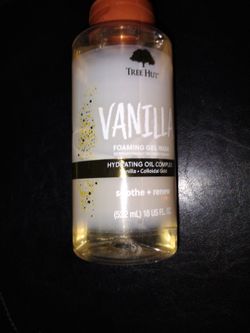 TREE HUT
VANILLA
FOAMING GEL WASH
HYDRATING OIL COMPLEX
Vanilla • Colloidal Gold
soothe + renew
(532 mL) 18 US FL. OZ.